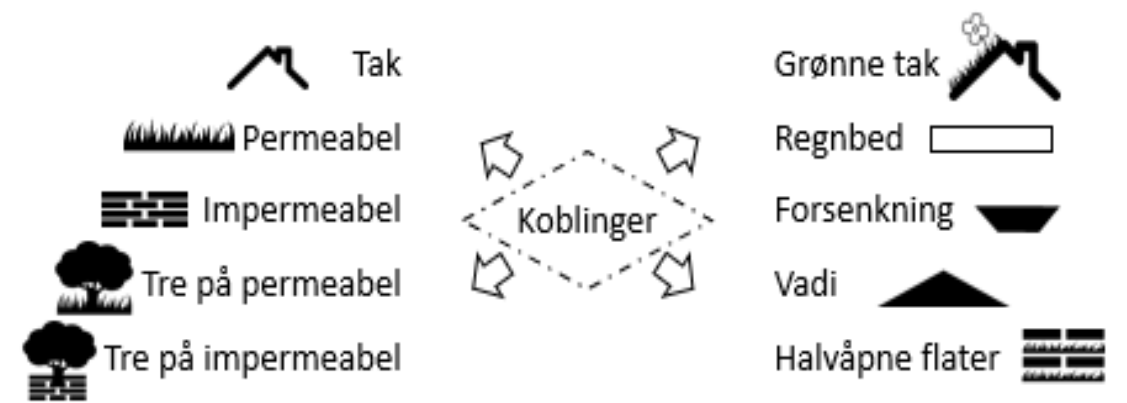 Tak
Permeabel
Impermeabel
Tre på permeabel
Tre på impermeabel
Koblinger
Grønne tak
Regnbed
Forsenkning
Vadi
Halvåpne flater